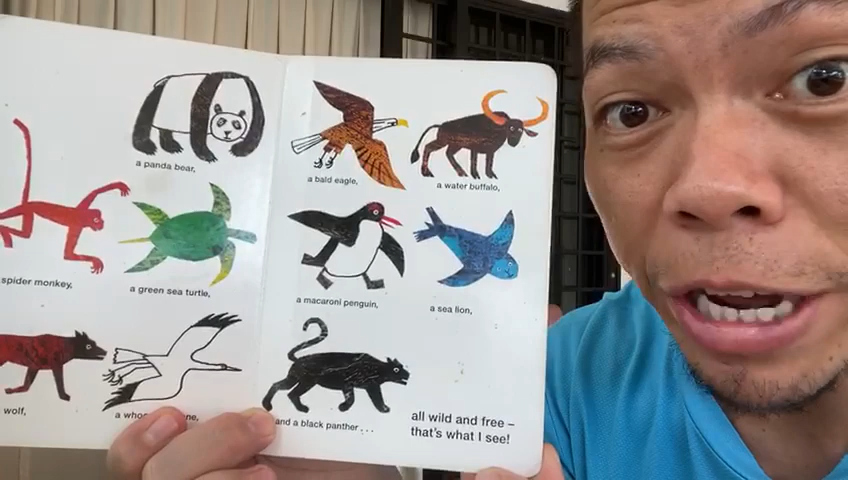 a panda bear,
spider monkey,
a green sea turtle,
wolf,
a bald eagle,
a water buffalo,
a macaroni penguin,
a sea lion,
and a black panther . . .
all wild and free –
that's what I see!